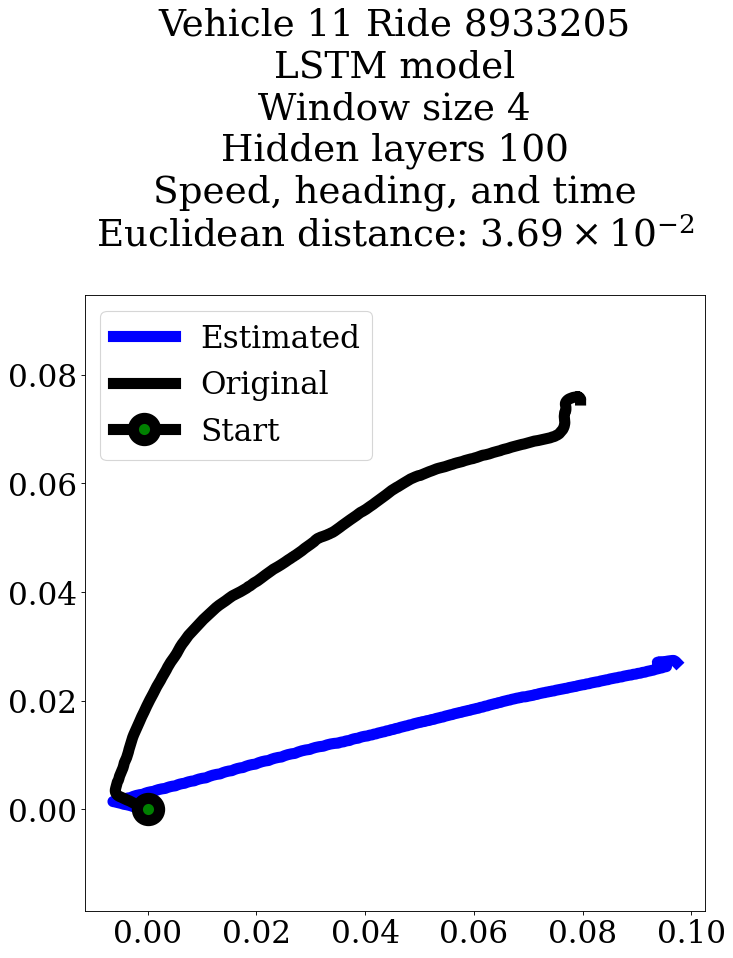 Vehicle 11 Ride 8933205
LSTM model
Window size 4
Hidden layers 100
Speed, heading, and time
Euclidean distance: 3.69 × 10⁻²
Estimated
Original
Start
0.08
0.06
0.04
0.02
0.00
0.00 0.02 0.04 0.06 0.08 0.10